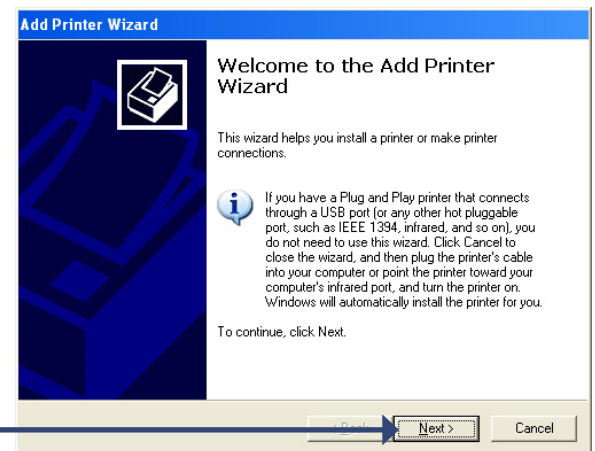 Add Printer Wizard
Welcome to the Add Printer
Wizard
This wizard helps you install a printer or make printer
connections.
If you have a Plug and Play printer that connects
through a USB port (or any other hot pluggable
port, such as IEEE 1394, infrared, and so on), you
do not need to use this wizard. Click Cancel to
close the wizard, and then plug the printer's cable
into your computer or point the printer toward your
computer's infrared port, and turn the printer on.
Windows will automatically install the printer for you.
To continue, click Next.
Next > Cancel